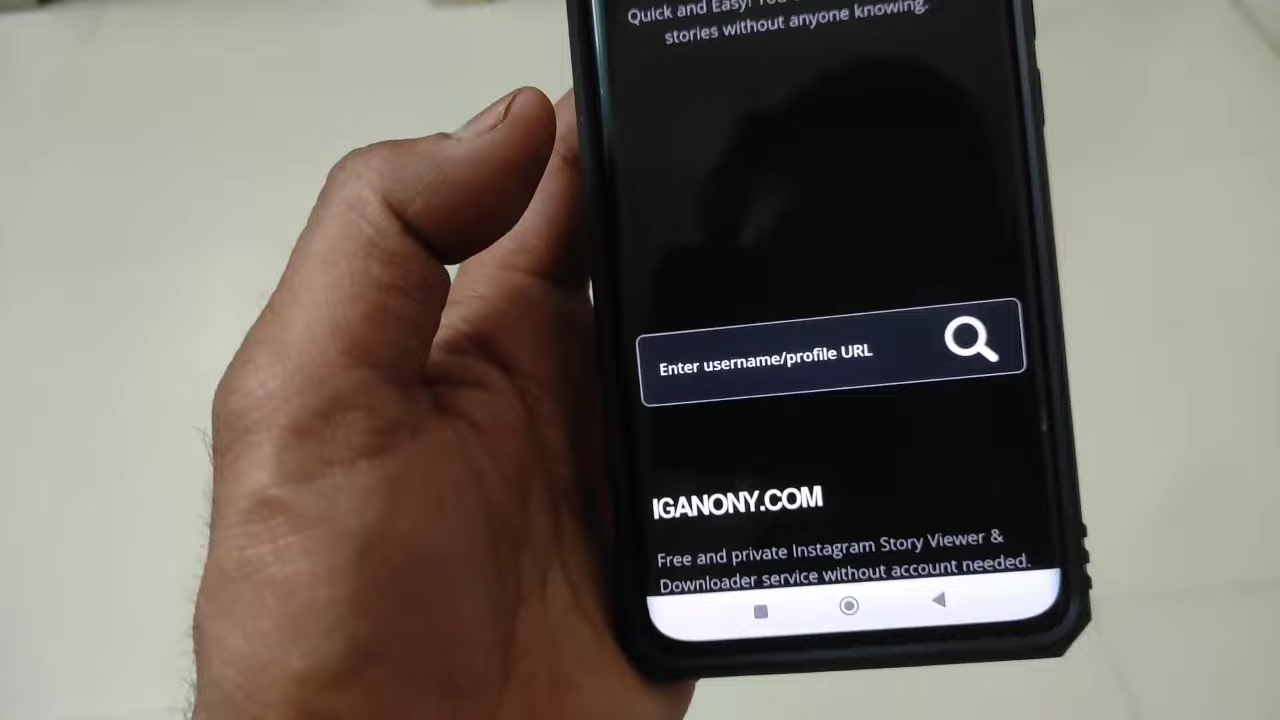 Quick and Easy! You
stories without anyone knowing.
Enter username/profile URL
IGANONY.COM
Free and private Instagram Story Viewer &
Downloader service without account needed.